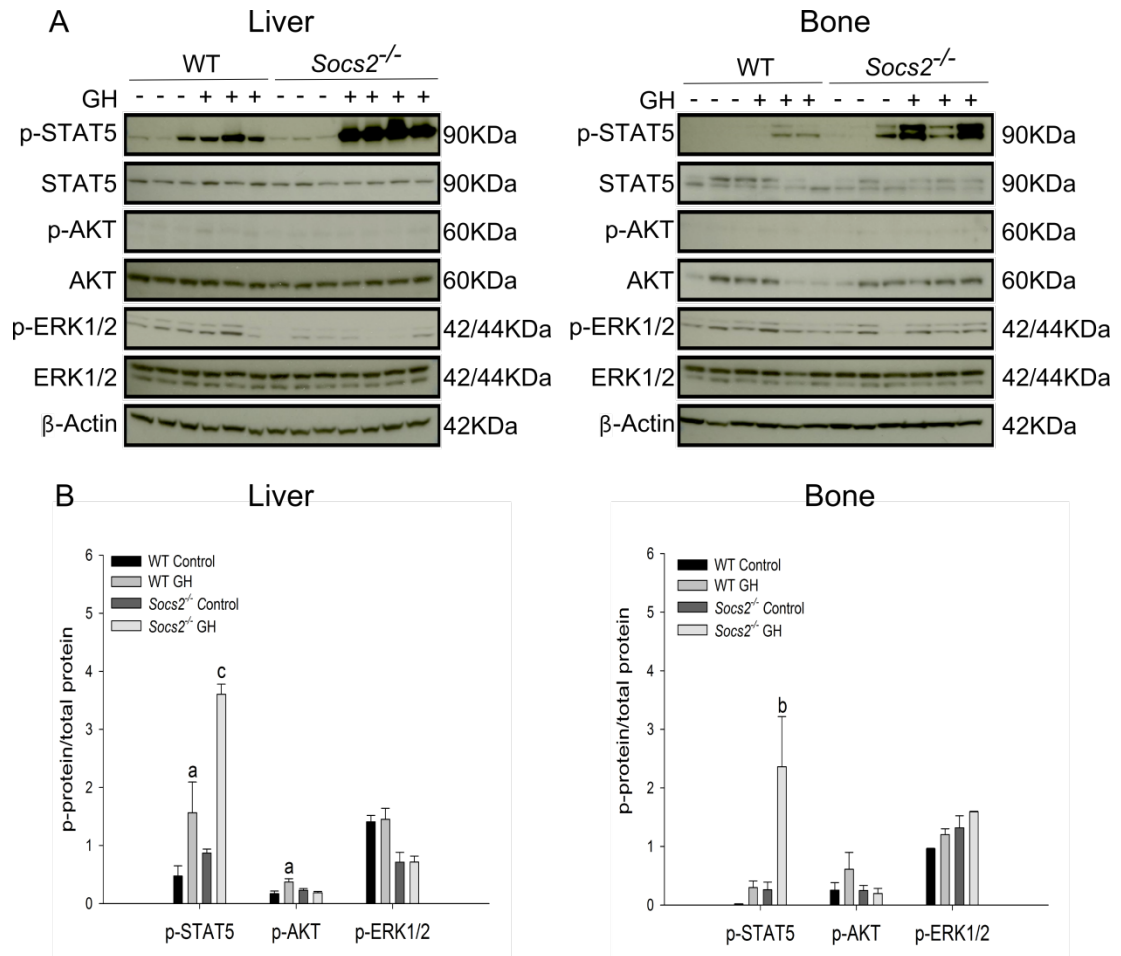 A Liver Bone
WT Socs2-/- WT Socs2-/-
GH - - - + + + - - - + + + + GH - - - + + + - - - + + +
p-STAT5 90KDa p-STAT5 90KDa
STAT5 90KDa STAT5 90KDa
p-AKT 60KDa p-AKT 60KDa
AKT 60KDa AKT 60KDa
p-ERK1/2 42/44KDa p-ERK1/2 42/44KDa
ERK1/2 42/44KDa ERK1/2 42/44KDa
β-Actin 42KDa β-Actin 42KDa
B Liver
p-protein/total protein
6
5
4
3
2
1
0
WT Control
WT GH
Socs2-/- Control
Socs2-/- GH
a
c
a
p-STAT5 p-AKT p-ERK1/2
Bone
p-protein/total protein
6
5
4
3
2
1
0
WT Control
WT GH
Socs2-/- Control
Socs2-/- GH
b
p-STAT5 p-AKT p-ERK1/2